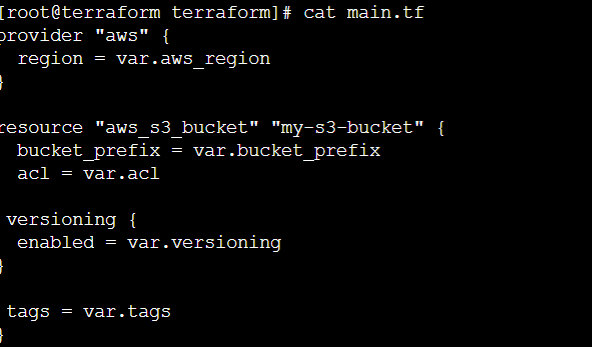 [root@terraform terraform]# cat main.tf
provider "aws" {
  region = var.aws_region
}

resource "aws_s3_bucket" "my-s3-bucket" {
  bucket_prefix = var.bucket_prefix
  acl = var.acl

 versioning {
  enabled = var.versioning
}

 tags = var.tags
}